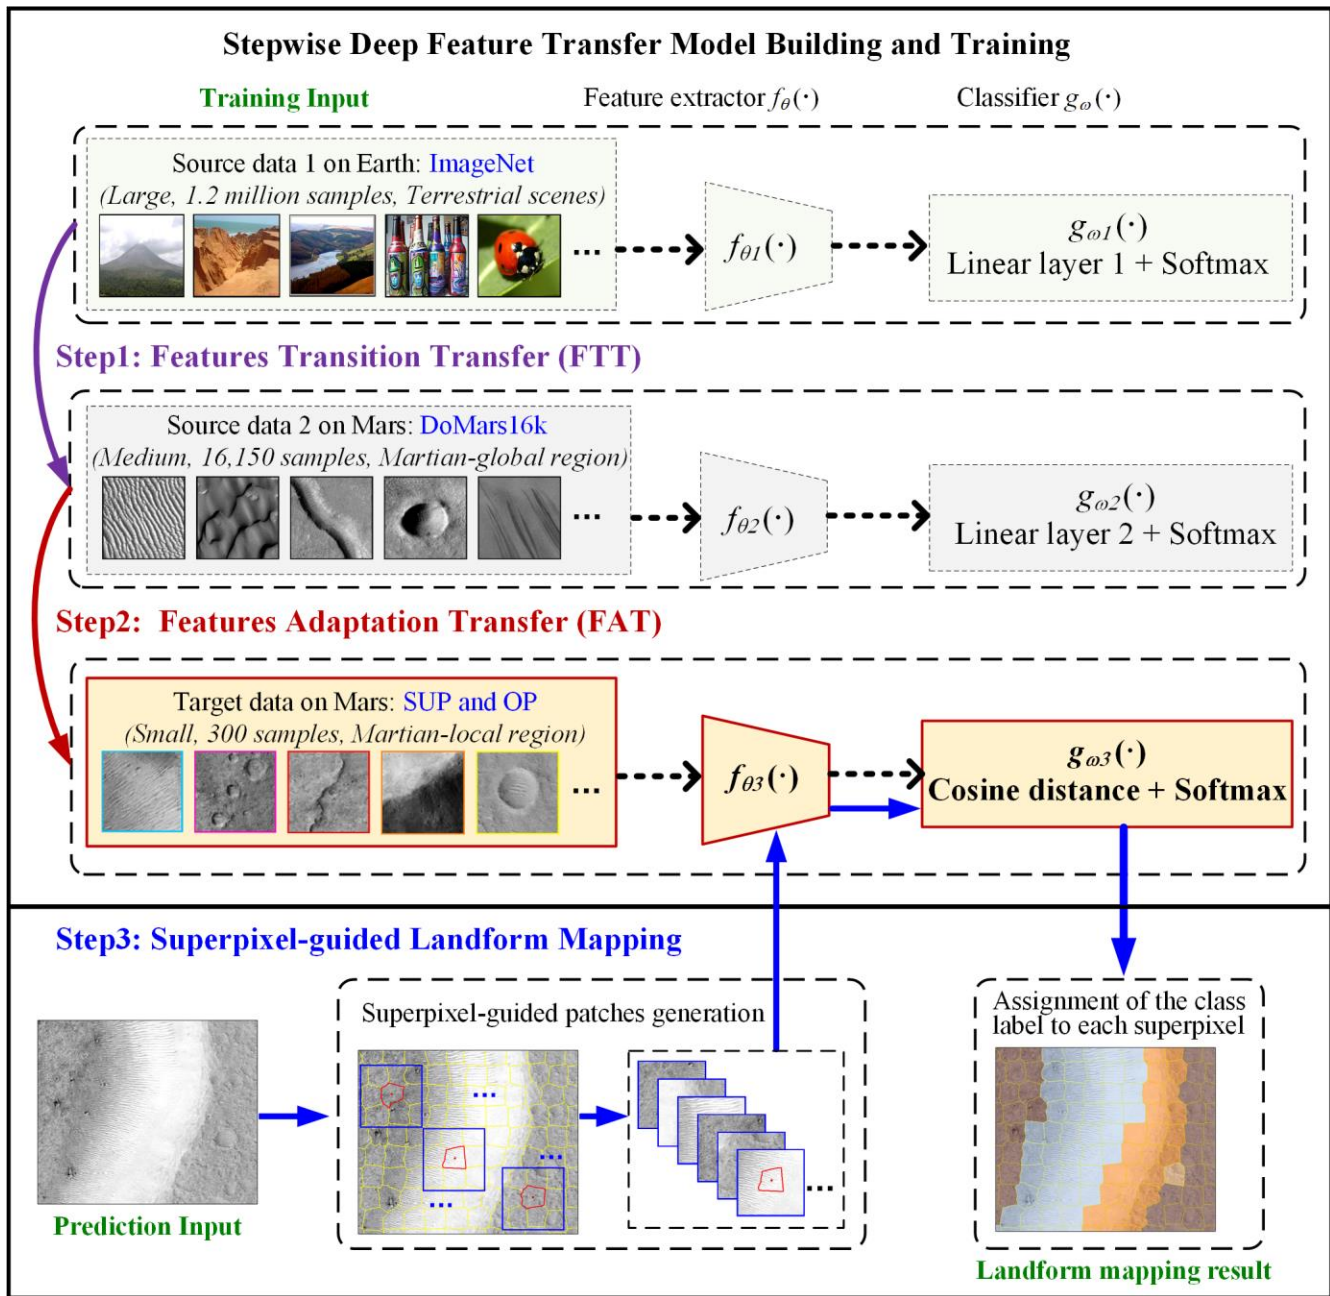 Stepwise Deep Feature Transfer Model Building and Training
Training Input
Feature extractor fθ(·)
Classifier gω(·)
Source data 1 on Earth: ImageNet
(Large, 1.2 million samples, Terrestrial scenes)
...
fθ1(·)
gω1(·)
Linear layer 1 + Softmax
Step1: Features Transition Transfer (FTT)
Source data 2 on Mars: DoMars16k
(Medium, 16,150 samples, Martian-global region)
...
fθ2(·)
gω2(·)
Linear layer 2 + Softmax
Step2: Features Adaptation Transfer (FAT)
Target data on Mars: SUP and OP
(Small, 300 samples, Martian-local region)
...
fθ3(·)
gω3(·)
Cosine distance + Softmax
Step3: Superpixel-guided Landform Mapping
Prediction Input
Superpixel-guided patches generation
...
...
...
...
Assignment of the class
label to each superpixel
Landform mapping result